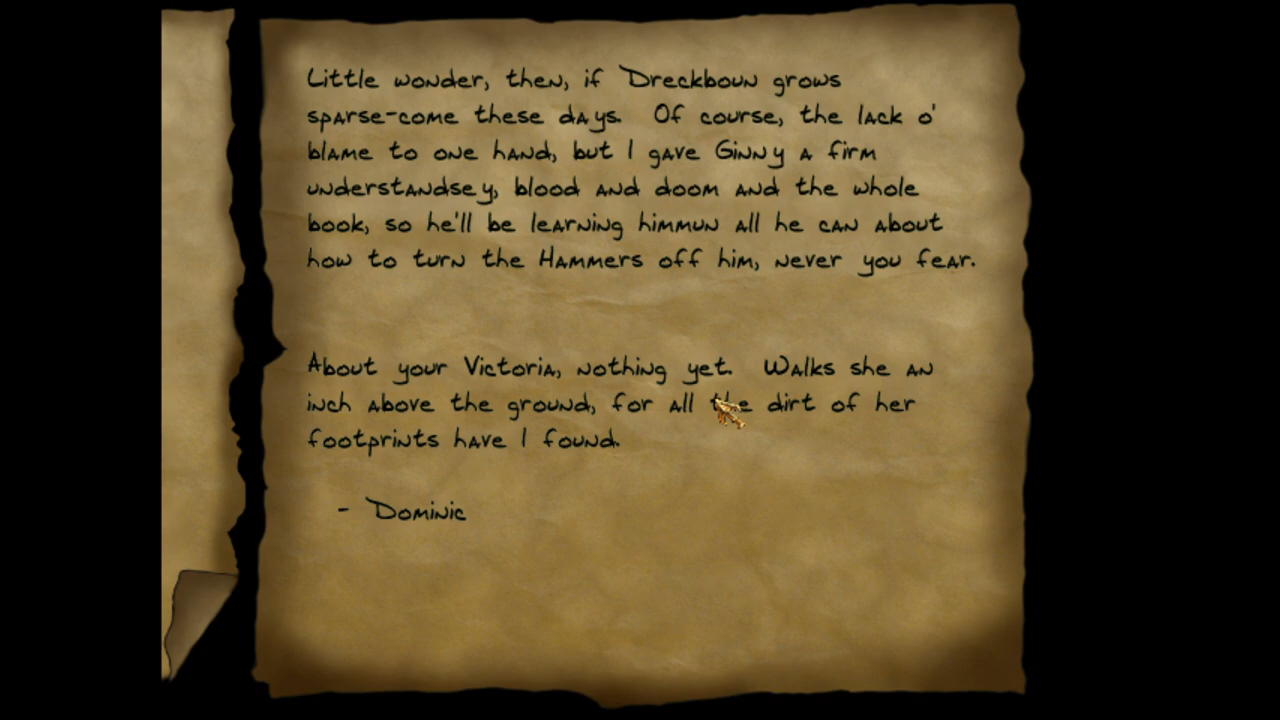 Little wonder, then, if Dreckboun grows
sparse-come these days.  Of course, the lack o'
blame to one hand, but I gave Ginny a firm
understandsey, blood and doom and the whole
book, so he'll be learning himmun all he can about
how to turn the Hammers off him, never you fear.
About your Victoria, nothing yet.  Walks she an
inch above the ground, for all the dirt of her
footprints have I found.
- Dominic